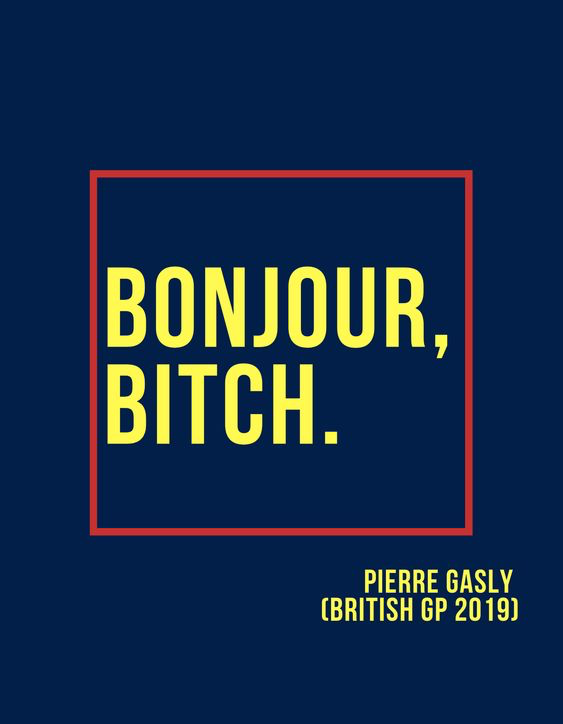 BONJOUR,
BITCH.
PIERRE GASLY
(BRITISH GP 2019)